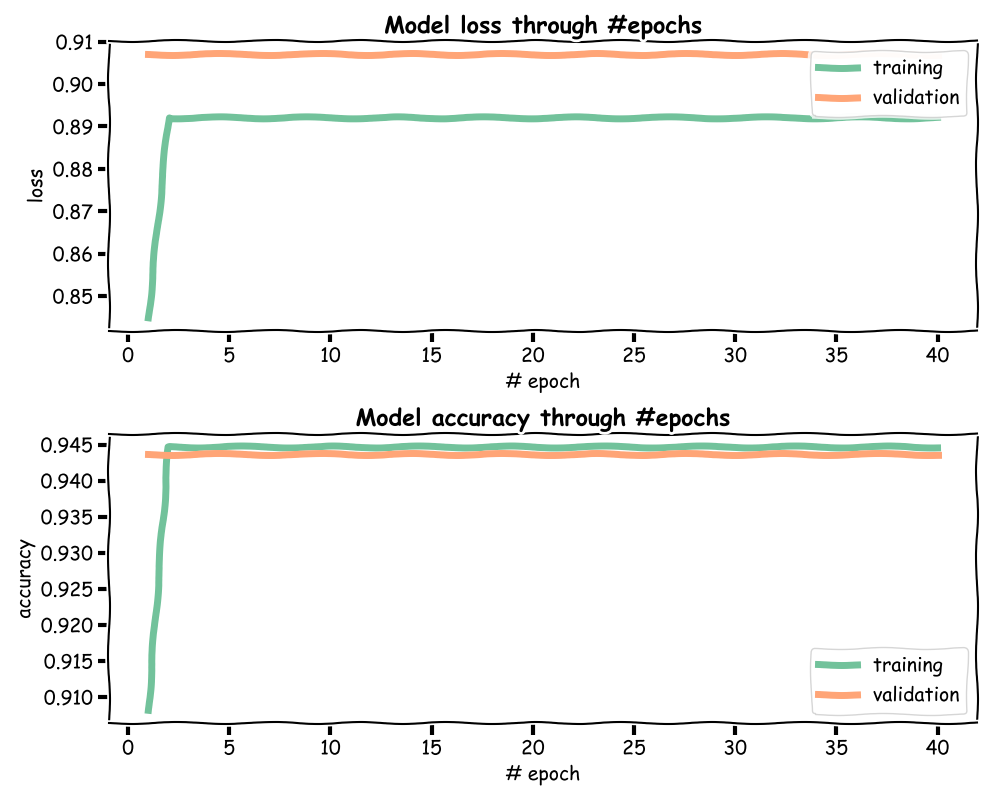 Model loss through #epochs
0.91
0.90
0.89
0.88
0.87
0.86
0.85
loss
training
validation
0 5 10 15 20 25 30 35 40
# epoch
Model accuracy through #epochs
0.945
0.940
0.935
0.930
0.925
0.920
0.915
0.910
accuracy
training
validation
0 5 10 15 20 25 30 35 40
# epoch